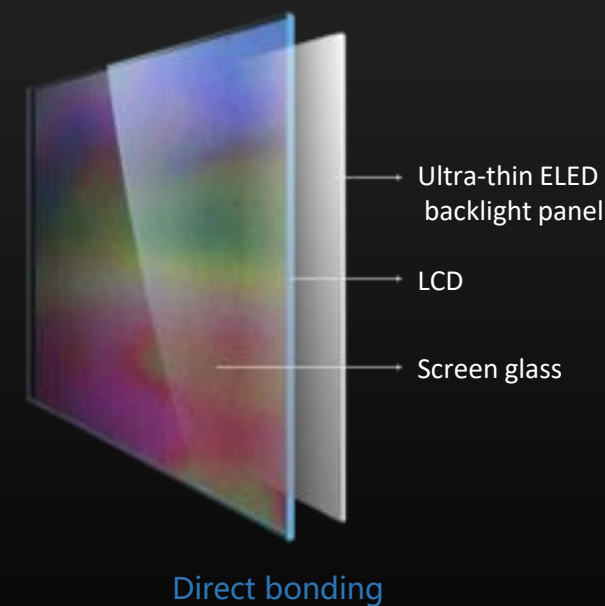 Ultra-thin ELED
backlight panel
LCD
Screen glass
Direct bonding